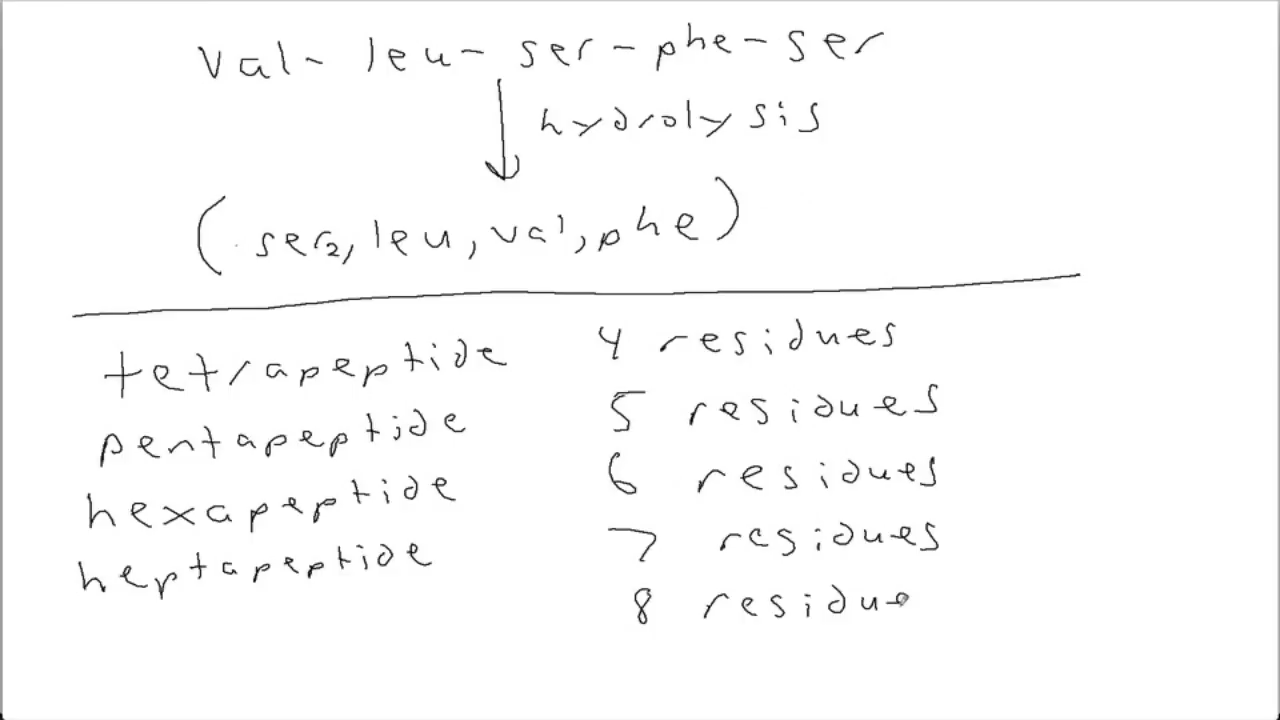 val- leu- ser-phe-ser
hydrolysis
(ser2, leu, val, phe)
tetrapeptide 4 residues
pentapeptide 5 residues
hexapeptide 6 residues
heptapeptide 7 residues
8 residue